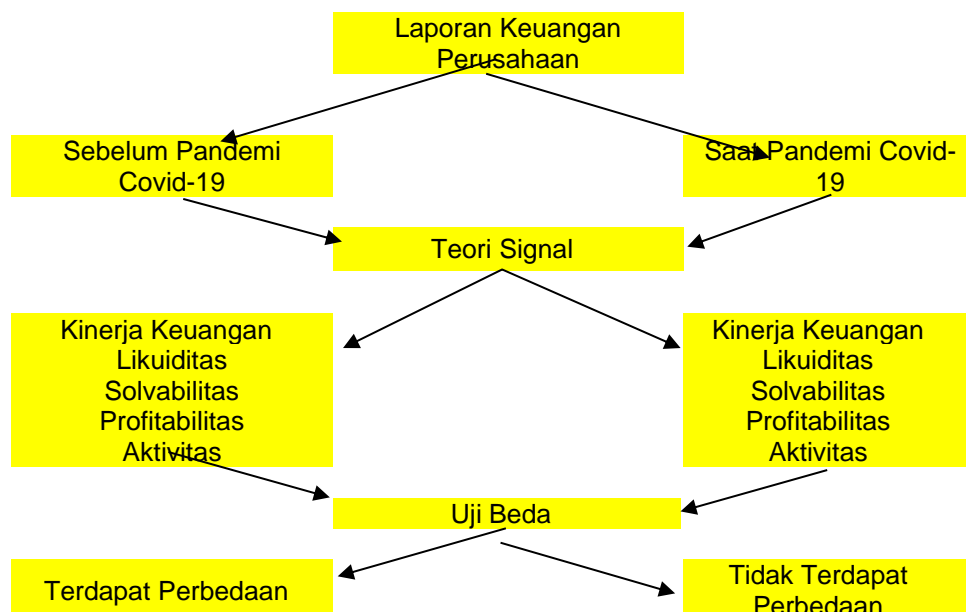 Laporan Keuangan
Perusahaan
Sebelum Pandemi
Covid-19
Saat Pandemi Covid-
19
Teori Signal
Kinerja Keuangan
Likuiditas
Solvabilitas
Profitabilitas
Aktivitas
Kinerja Keuangan
Likuiditas
Solvabilitas
Profitabilitas
Aktivitas
Uji Beda
Terdapat Perbedaan
Tidak Terdapat
Perbedaan